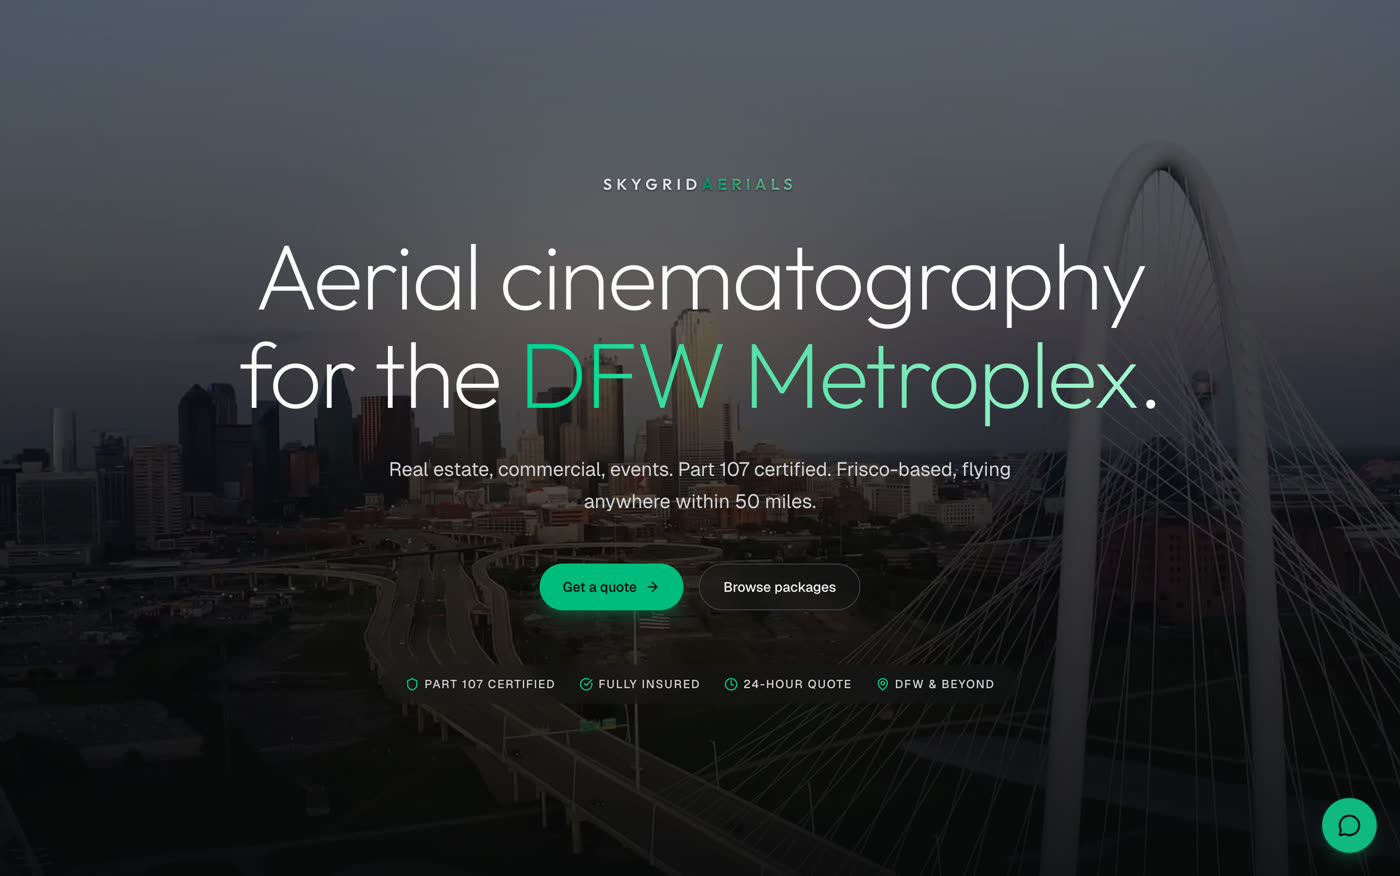 SKYGRIDAERIALS
Aerial cinematography
for the DFW Metroplex.
Real estate, commercial, events. Part 107 certified. Frisco-based, flying
anywhere within 50 miles.
Get a quote → Browse packages
PART 107 CERTIFIED FULLY INSURED 24-HOUR QUOTE DFW & BEYOND